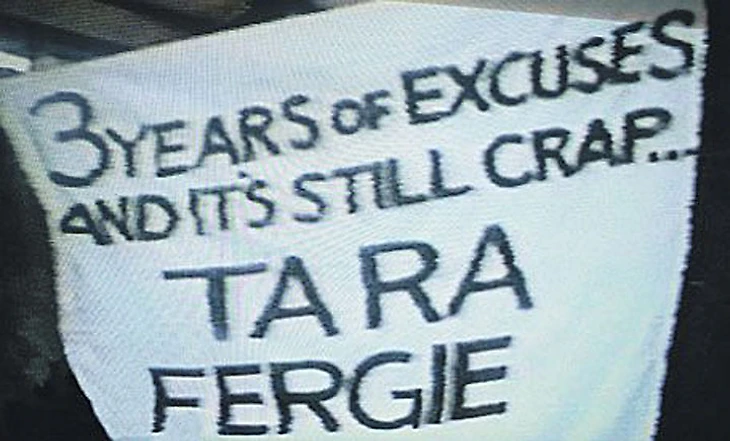 3 YEARS OF EXCUSES
AND IT'S STILL CRAP...
TA RA
FERGIE